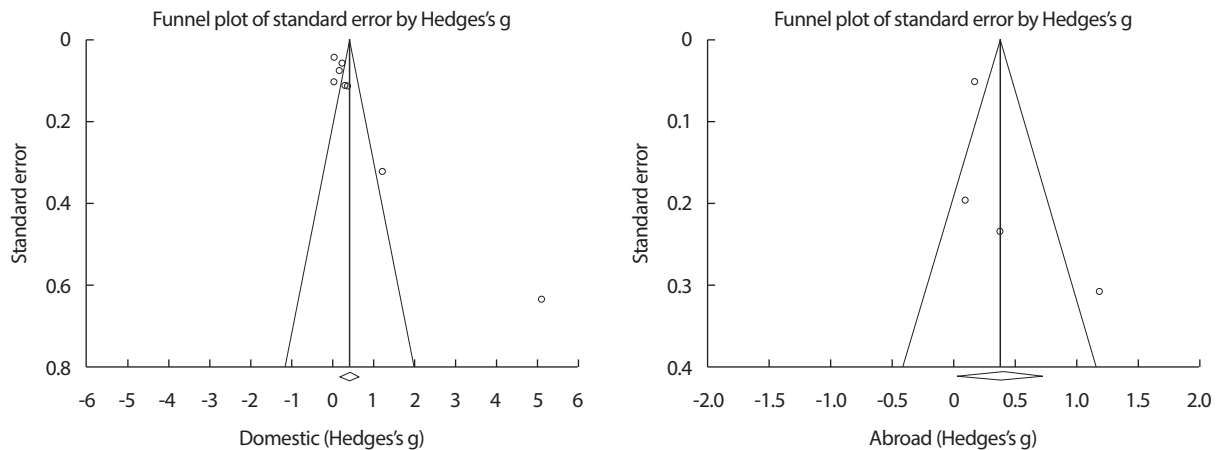 Funnel plot of standard error by Hedges's g
0
0.2
0.4
0.6
0.8
Standard error
-6 -5 -4 -3 -2 -1 0 1 2 3 4 5 6
Domestic (Hedges's g)
Funnel plot of standard error by Hedges's g
0
0.1
0.2
0.3
0.4
Standard error
-2.0 -1.5 -1.0 -0.5 0 0.5 1.0 1.5 2.0
Abroad (Hedges's g)